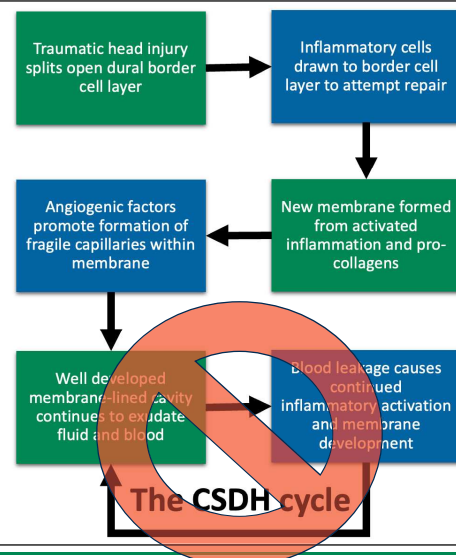 Traumatic head injury
splits open dural border
cell layer
Inflammatory cells
drawn to border cell
layer to attempt repair
New membrane formed
from activated
inflammation and pro-
collagens
Angiogenic factors
promote formation of
fragile capillaries within
membrane
Well developed
membrane-lined cavity
continues to exudate
fluid and blood
Blood leakage causes
continued
inflammatory activation
and membrane
development
The CSDH cycle